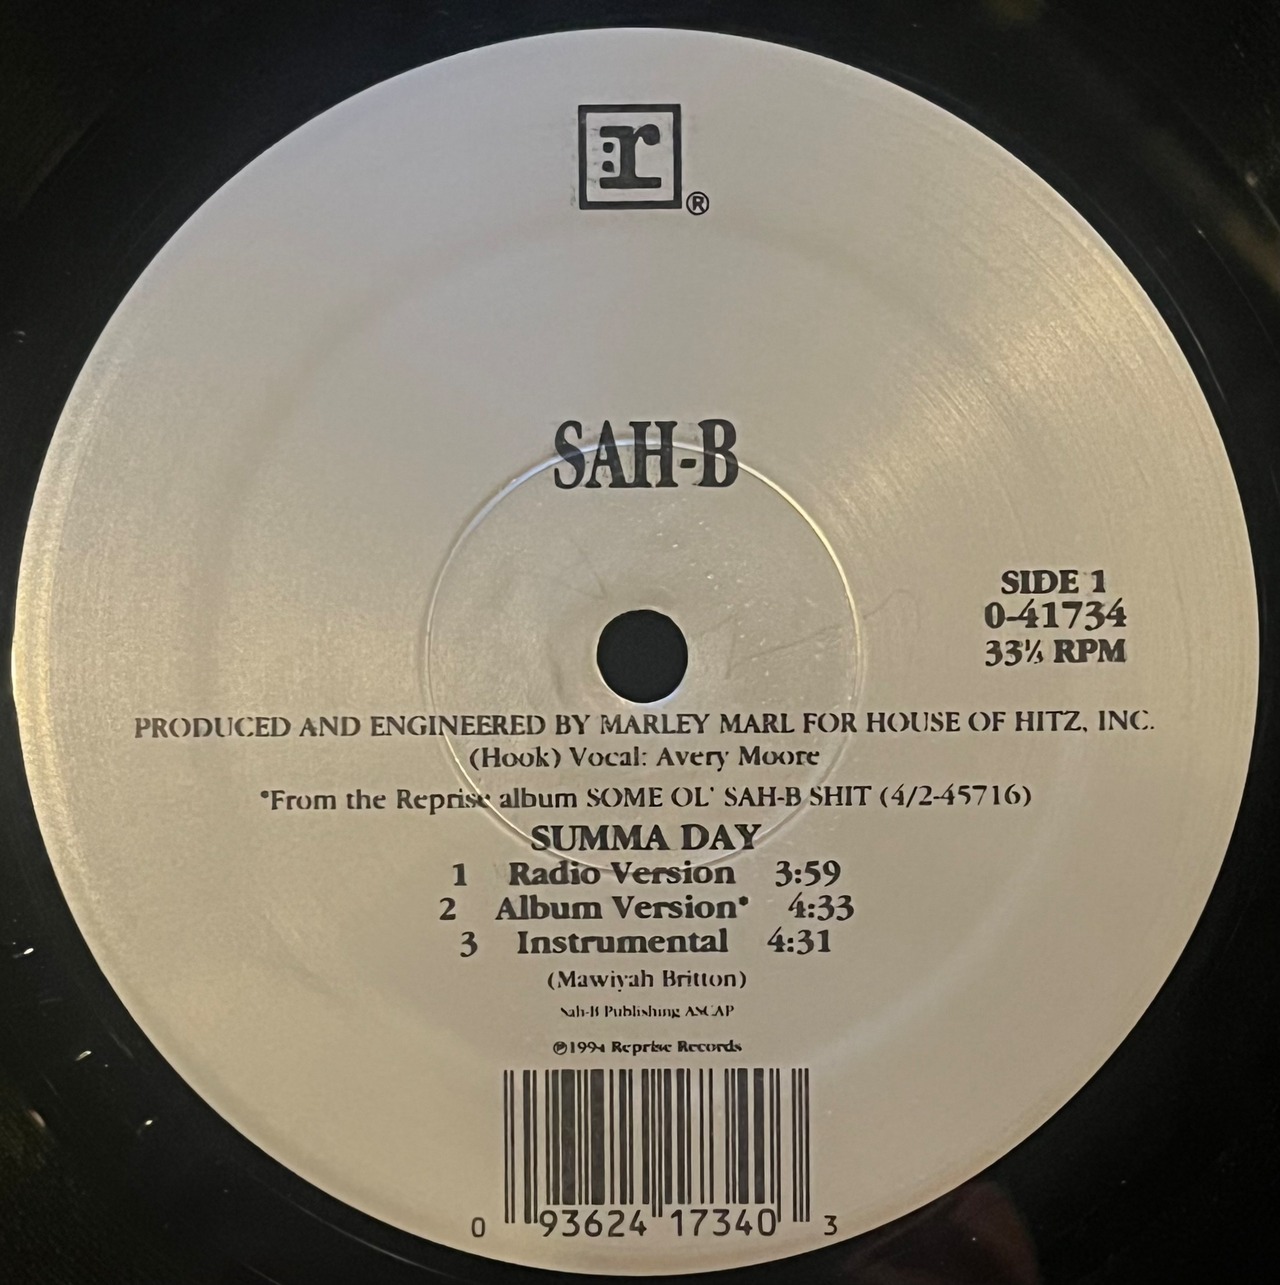 :r
®
SAH-B
SIDE 1
0-41734
33⅓ RPM
PRODUCED AND ENGINEERED BY MARLEY MARL FOR HOUSE OF HITZ, INC.
(Hook) Vocal: Avery Moore
*From the Reprise album SOME OL' SAH-B SHIT (4/2-45716)
SUMMA DAY
1 Radio Version 3:59
2 Album Version* 4:33
3 Instrumental 4:31
(Mawiyah Britton)
Sah-B Publishing ASCAP
℗1994 Reprise Records
0 93624 17340 3